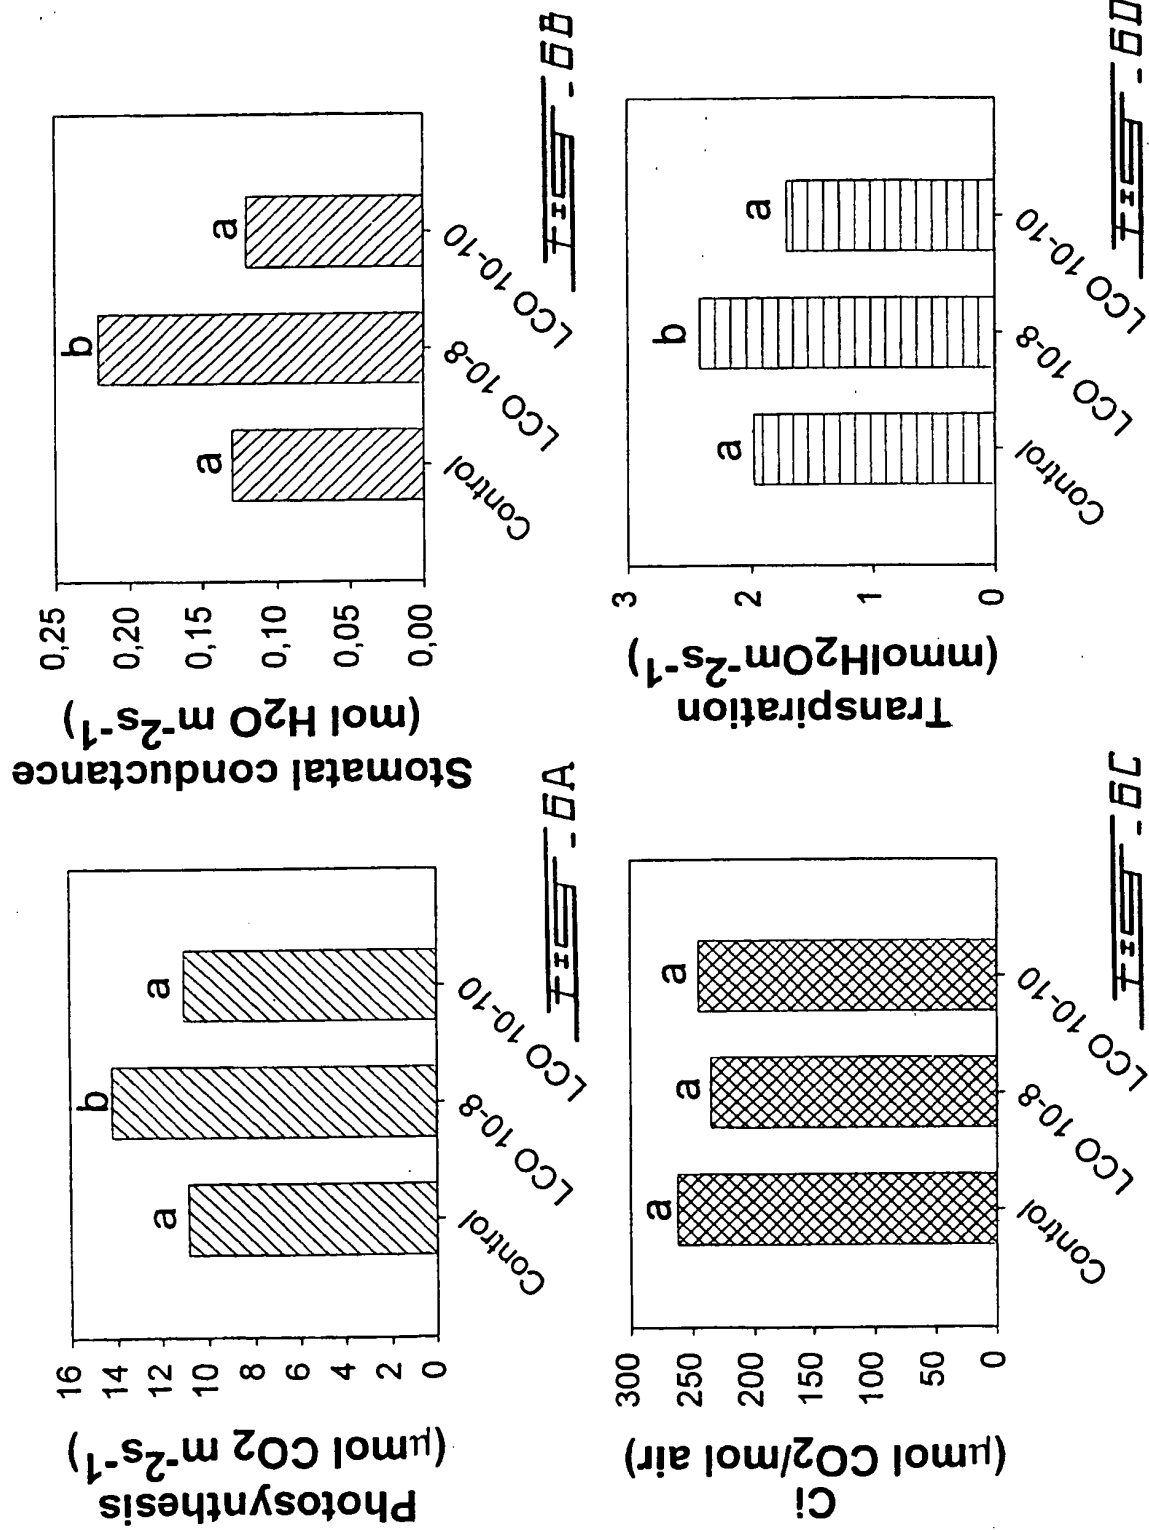 Photosynthesis
(µmol CO2 m-2s-1)
16
14
12
10
8
6
4
2
0
a
b
a
Control
LCO 10-8
LCO 10-10
FIG-6A
Stomatal conductance
(mol H2O m-2s-1)
0,25
0,20
0,15
0,10
0,05
0,00
a
b
a
Control
LCO 10-8
LCO 10-10
FIG-6B
Ci
(µmol CO2/mol air)
300
250
200
150
100
50
0
a
a
a
Control
LCO 10-8
LCO 10-10
FIG-6C
Transpiration
(mmolH2Om-2s-1)
3
2
1
0
a
b
a
Control
LCO 10-8
LCO 10-10
FIG-6D